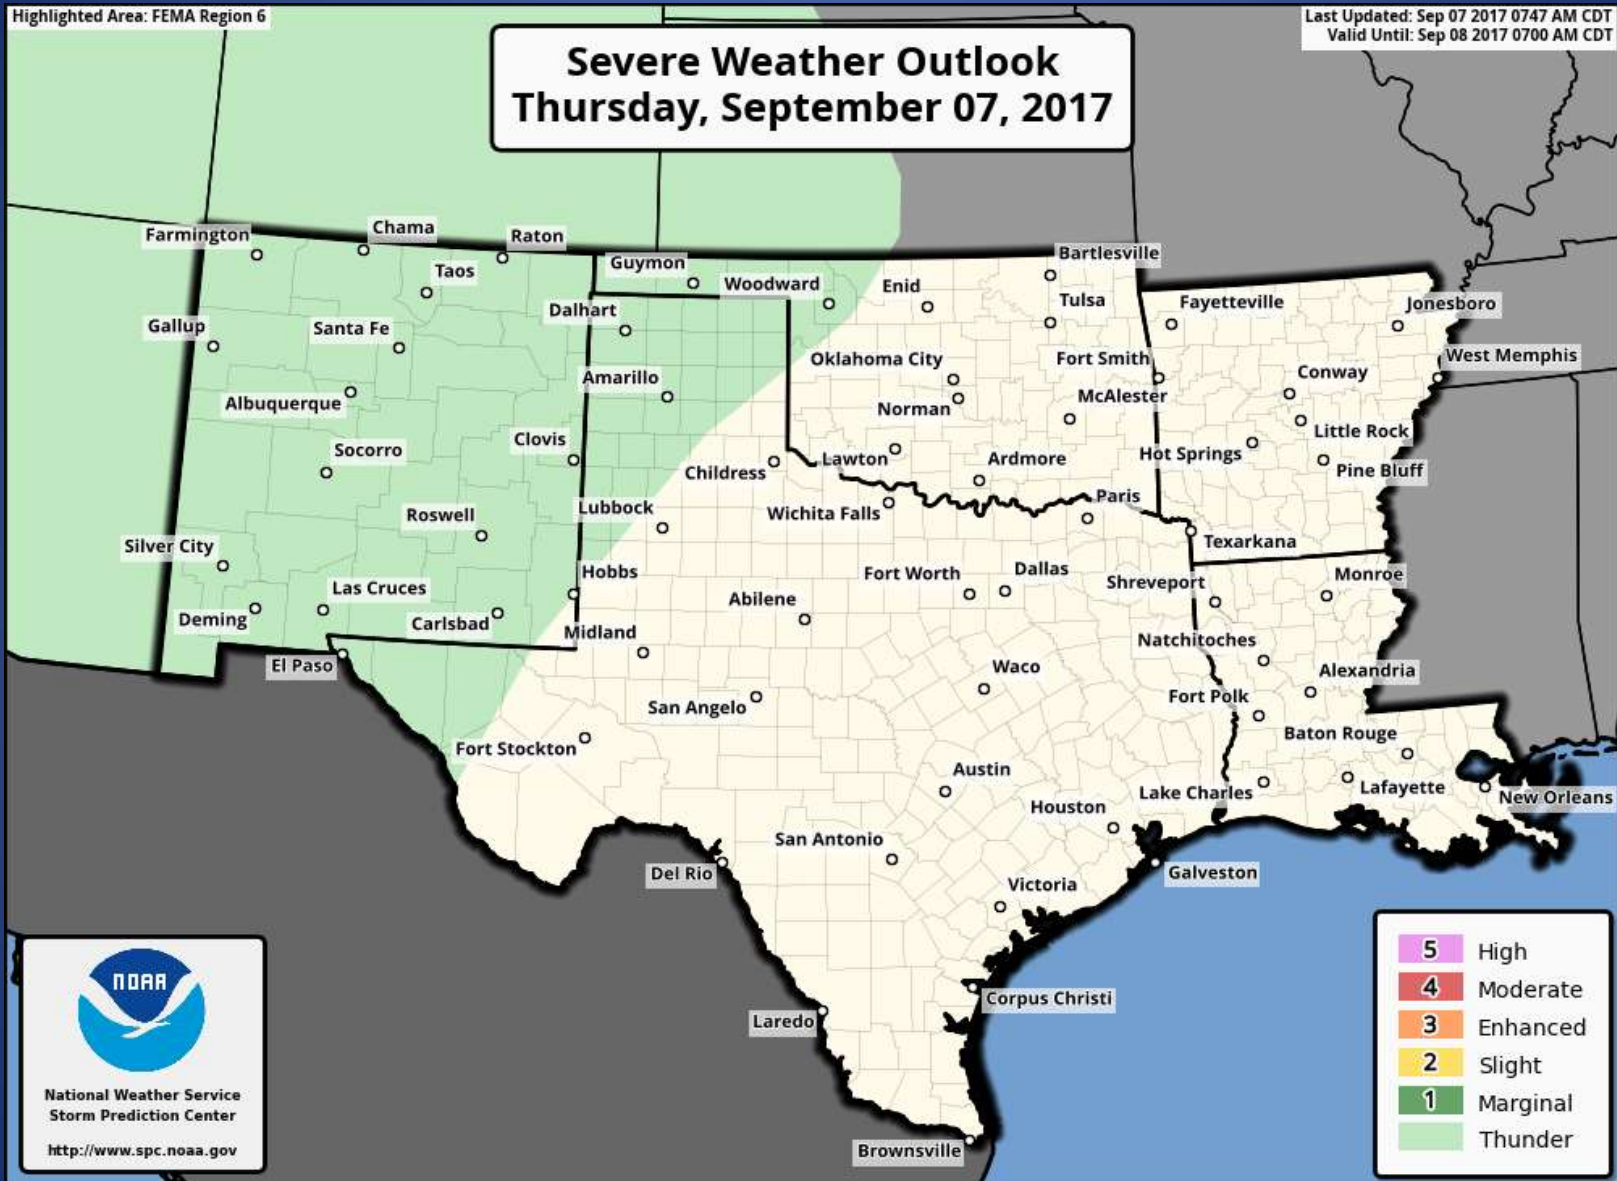 Highlighted Area: FEMA Region 6
Last Updated: Sep 07 2017 0747 AM CDT
Valid Until: Sep 08 2017 0700 AM CDT
Severe Weather Outlook
Thursday, September 07, 2017
Farmington
Chama
Raton
Taos
Guymon
Woodward
Enid
Bartlesville
Tulsa
Fayetteville
Jonesboro
Gallup
Santa Fe
Dalhart
Oklahoma City
Fort Smith
West Memphis
Albuquerque
Amarillo
Norman
McAlester
Conway
Socorro
Clovis
Childress
Lawton
Ardmore
Hot Springs
Little Rock
Pine Bluff
Roswell
Lubbock
Wichita Falls
Paris
Texarkana
Silver City
Las Cruces
Hobbs
Abilene
Fort Worth
Dallas
Shreveport
Monroe
Deming
Carlsbad
Midland
Natchitoches
El Paso
San Angelo
Waco
Fort Polk
Alexandria
Fort Stockton
Baton Rouge
Austin
Houston
Lake Charles
Lafayette
New Orleans
San Antonio
Del Rio
Victoria
Galveston
Laredo
Corpus Christi
Brownsville
NOAA
National Weather Service
Storm Prediction Center
http://www.spc.noaa.gov
5 High
4 Moderate
3 Enhanced
2 Slight
1 Marginal
Thunder